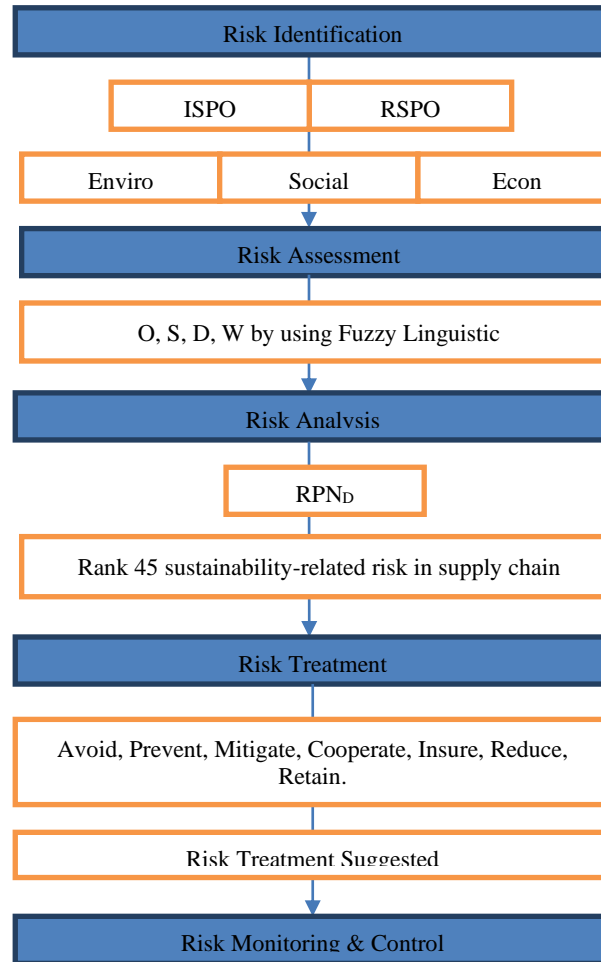 Risk Identification
ISPO RSPO
Enviro Social Econ
Risk Assessment
O, S, D, W by using Fuzzy Linguistic
Risk Analysis
RPND
Rank 45 sustainability-related risk in supply chain
Risk Treatment
Avoid, Prevent, Mitigate, Cooperate, Insure, Reduce,
Retain.
Risk Treatment Suggested
Risk Monitoring & Control